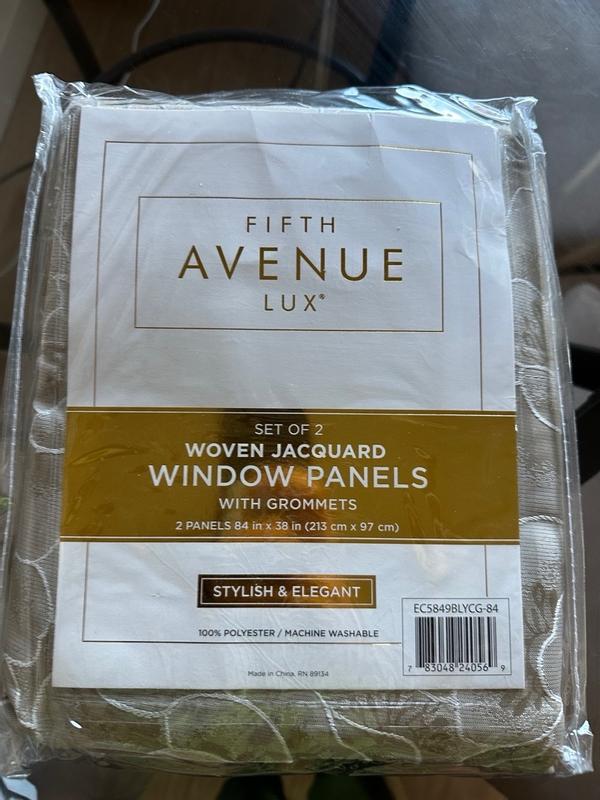 FIFTH
AVENUE
LUX®
SET OF 2
WOVEN JACQUARD
WINDOW PANELS
WITH GROMMETS
2 PANELS 84 in x 38 in (213 cm x 97 cm)
STYLISH & ELEGANT
EC5849BLYCG-84
100% POLYESTER / MACHINE WASHABLE
7 83048 24056 9
Made in China. RN 89134